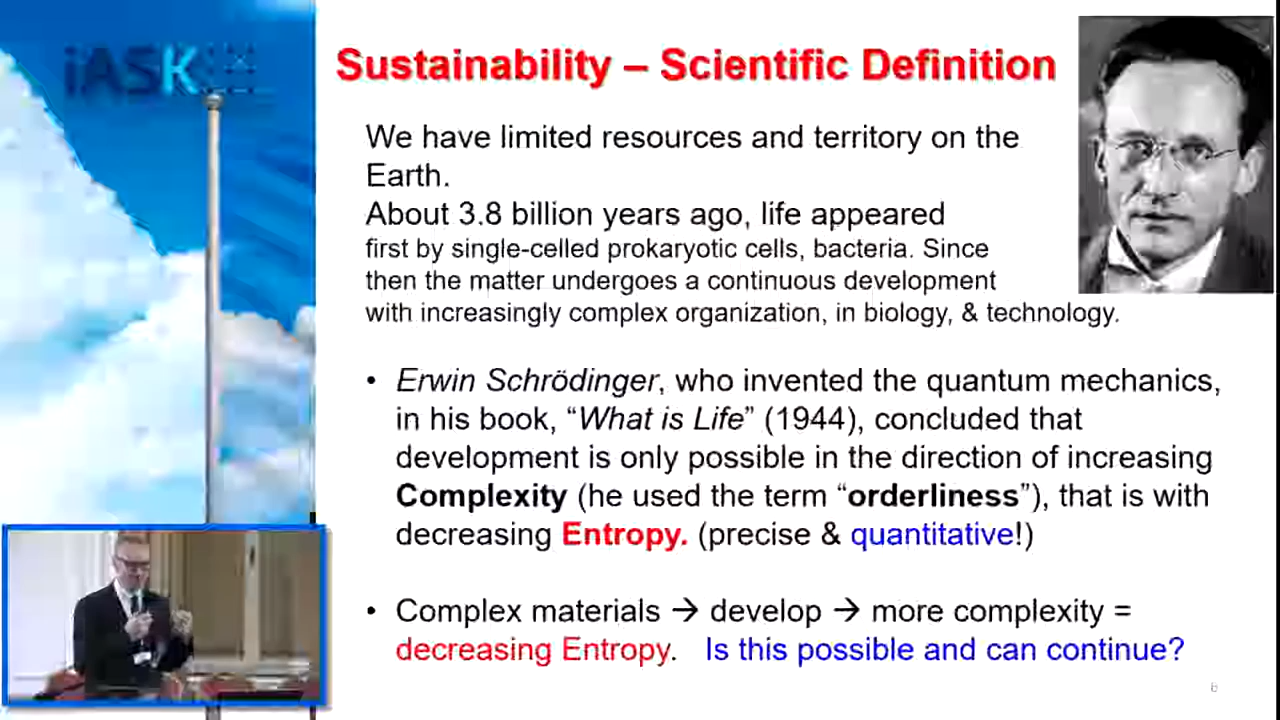 iASK
Sustainability – Scientific Definition
We have limited resources and territory on the
Earth.
About 3.8 billion years ago, life appeared
first by single-celled prokaryotic cells, bacteria. Since
then the matter undergoes a continuous development
with increasingly complex organization, in biology, & technology.
• Erwin Schrödinger, who invented the quantum mechanics,
in his book, “What is Life” (1944), concluded that
development is only possible in the direction of increasing
Complexity (he used the term “orderliness”), that is with
decreasing Entropy. (precise & quantitative!)
• Complex materials → develop → more complexity =
decreasing Entropy. Is this possible and can continue?
6